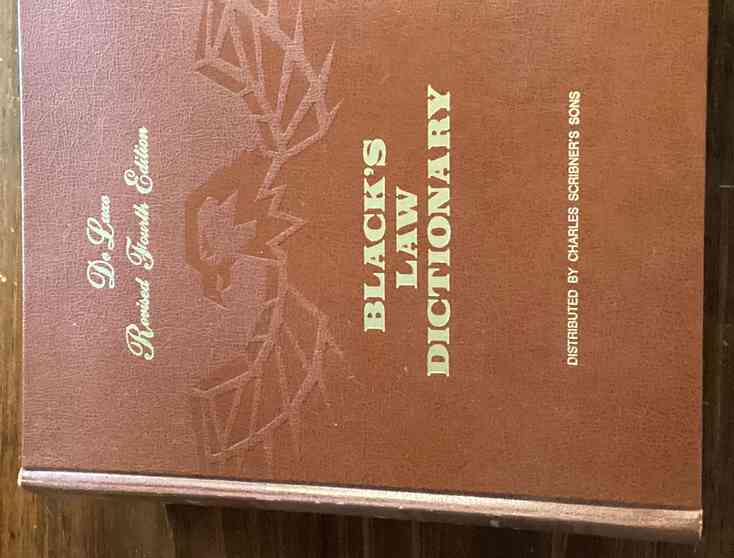 De Luxe
Revised Fourth Edition
BLACK'S
LAW
DICTIONARY
DISTRIBUTED BY CHARLES SCRIBNER'S SONS